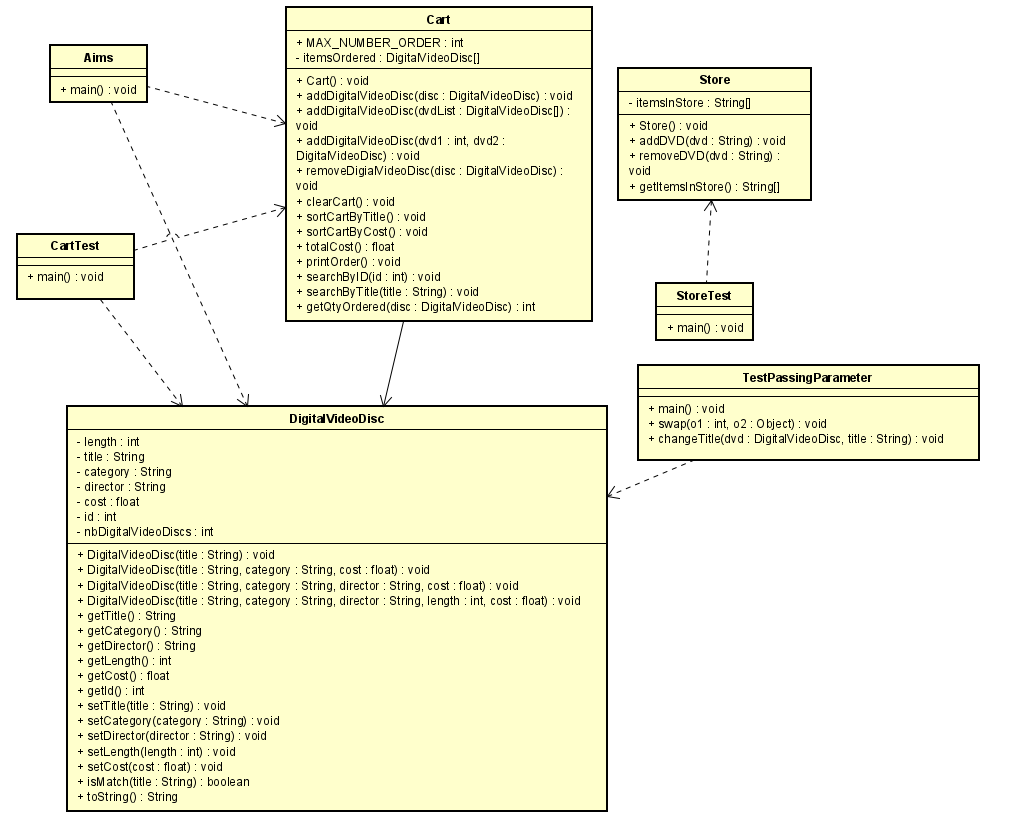 Cart
+ MAX_NUMBER_ORDER : int
- itemsOrdered : DigitalVideoDisc[]
+ Cart() : void
+ addDigitalVideoDisc(disc : DigitalVideoDisc) : void
+ addDigitalVideoDisc(dvdList : DigitalVideoDisc[]) :
void
+ addDigitalVideoDisc(dvd1 : int, dvd2 :
DigitalVideoDisc) : void
+ removeDigialVideoDisc(disc : DigitalVideoDisc) :
void
+ clearCart() : void
+ sortCartByTitle() : void
+ sortCartByCost() : void
+ totalCost() : float
+ printOrder() : void
+ searchByID(id : int) : void
+ searchByTitle(title : String) : void
+ getQtyOrdered(disc : DigitalVideoDisc) : int
Aims
+ main() : void
Store
- itemsInStore : String[]
+ Store() : void
+ addDVD(dvd : String) : void
+ removeDVD(dvd : String) :
void
+ getItemsInStore() : String[]
CartTest
+ main() : void
StoreTest
+ main() : void
TestPassingParameter
+ main() : void
+ swap(o1 : int, o2 : Object) : void
+ changeTitle(dvd : DigitalVideoDisc, title : String) : void
DigitalVideoDisc
- length : int
- title : String
- category : String
- director : String
- cost : float
- id : int
- nbDigitalVideoDiscs : int
+ DigitalVideoDisc(title : String) : void
+ DigitalVideoDisc(title : String, category : String, cost : float) : void
+ DigitalVideoDisc(title : String, category : String, director : String, cost : float) : void
+ DigitalVideoDisc(title : String, category : String, director : String, length : int, cost : float) : void
+ getTitle() : String
+ getCategory() : String
+ getDirector() : String
+ getLength() : int
+ getCost() : float
+ getId() : int
+ setTitle(title : String) : void
+ setCategory(category : String) : void
+ setDirector(director : String) : void
+ setLength(length : int) : void
+ setCost(cost : float) : void
+ isMatch(title : String) : boolean
+ toString() : String